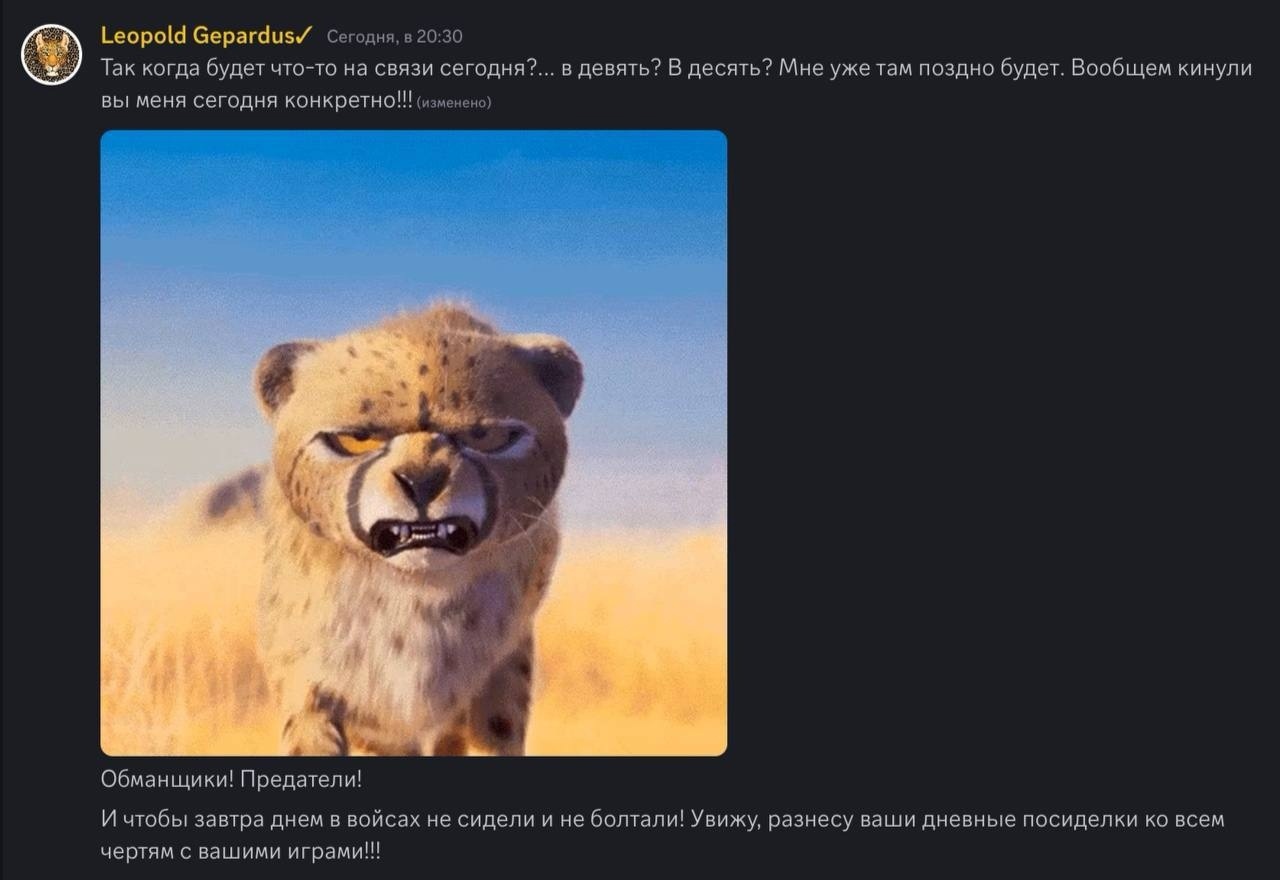 Leopold Gepardus✓ Сегодня, в 20:30
Так когда будет что-то на связи сегодня?... в девять? В десять? Мне уже там поздно будет. Вообщем кинули
вы меня сегодня конкретно!!! (изменено)
Обманщики! Предатели!
И чтобы завтра днем в войсах не сидели и не болтали! Увижу, разнесу ваши дневные посиделки ко всем
чертям с вашими играми!!!